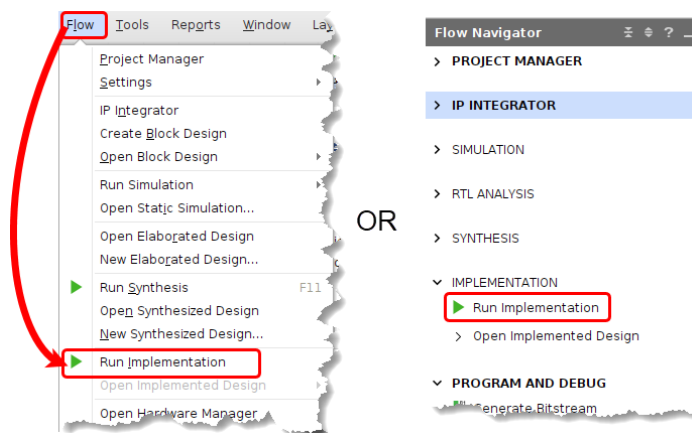 Flow Tools Reports Window Lay
Project Manager
Settings
IP Integrator
Create Block Design
Open Block Design
Run Simulation
Open Static Simulation...
Open Elaborated Design
New Elaborated Design...
Run Synthesis F11
Open Synthesized Design
New Synthesized Design...
Run Implementation
Open Implemented Design
Open Hardware Manager
OR
Flow Navigator ?
PROJECT MANAGER
IP INTEGRATOR
SIMULATION
RTL ANALYSIS
SYNTHESIS
IMPLEMENTATION
Run Implementation
Open Implemented Design
PROGRAM AND DEBUG
Generate Bitstream